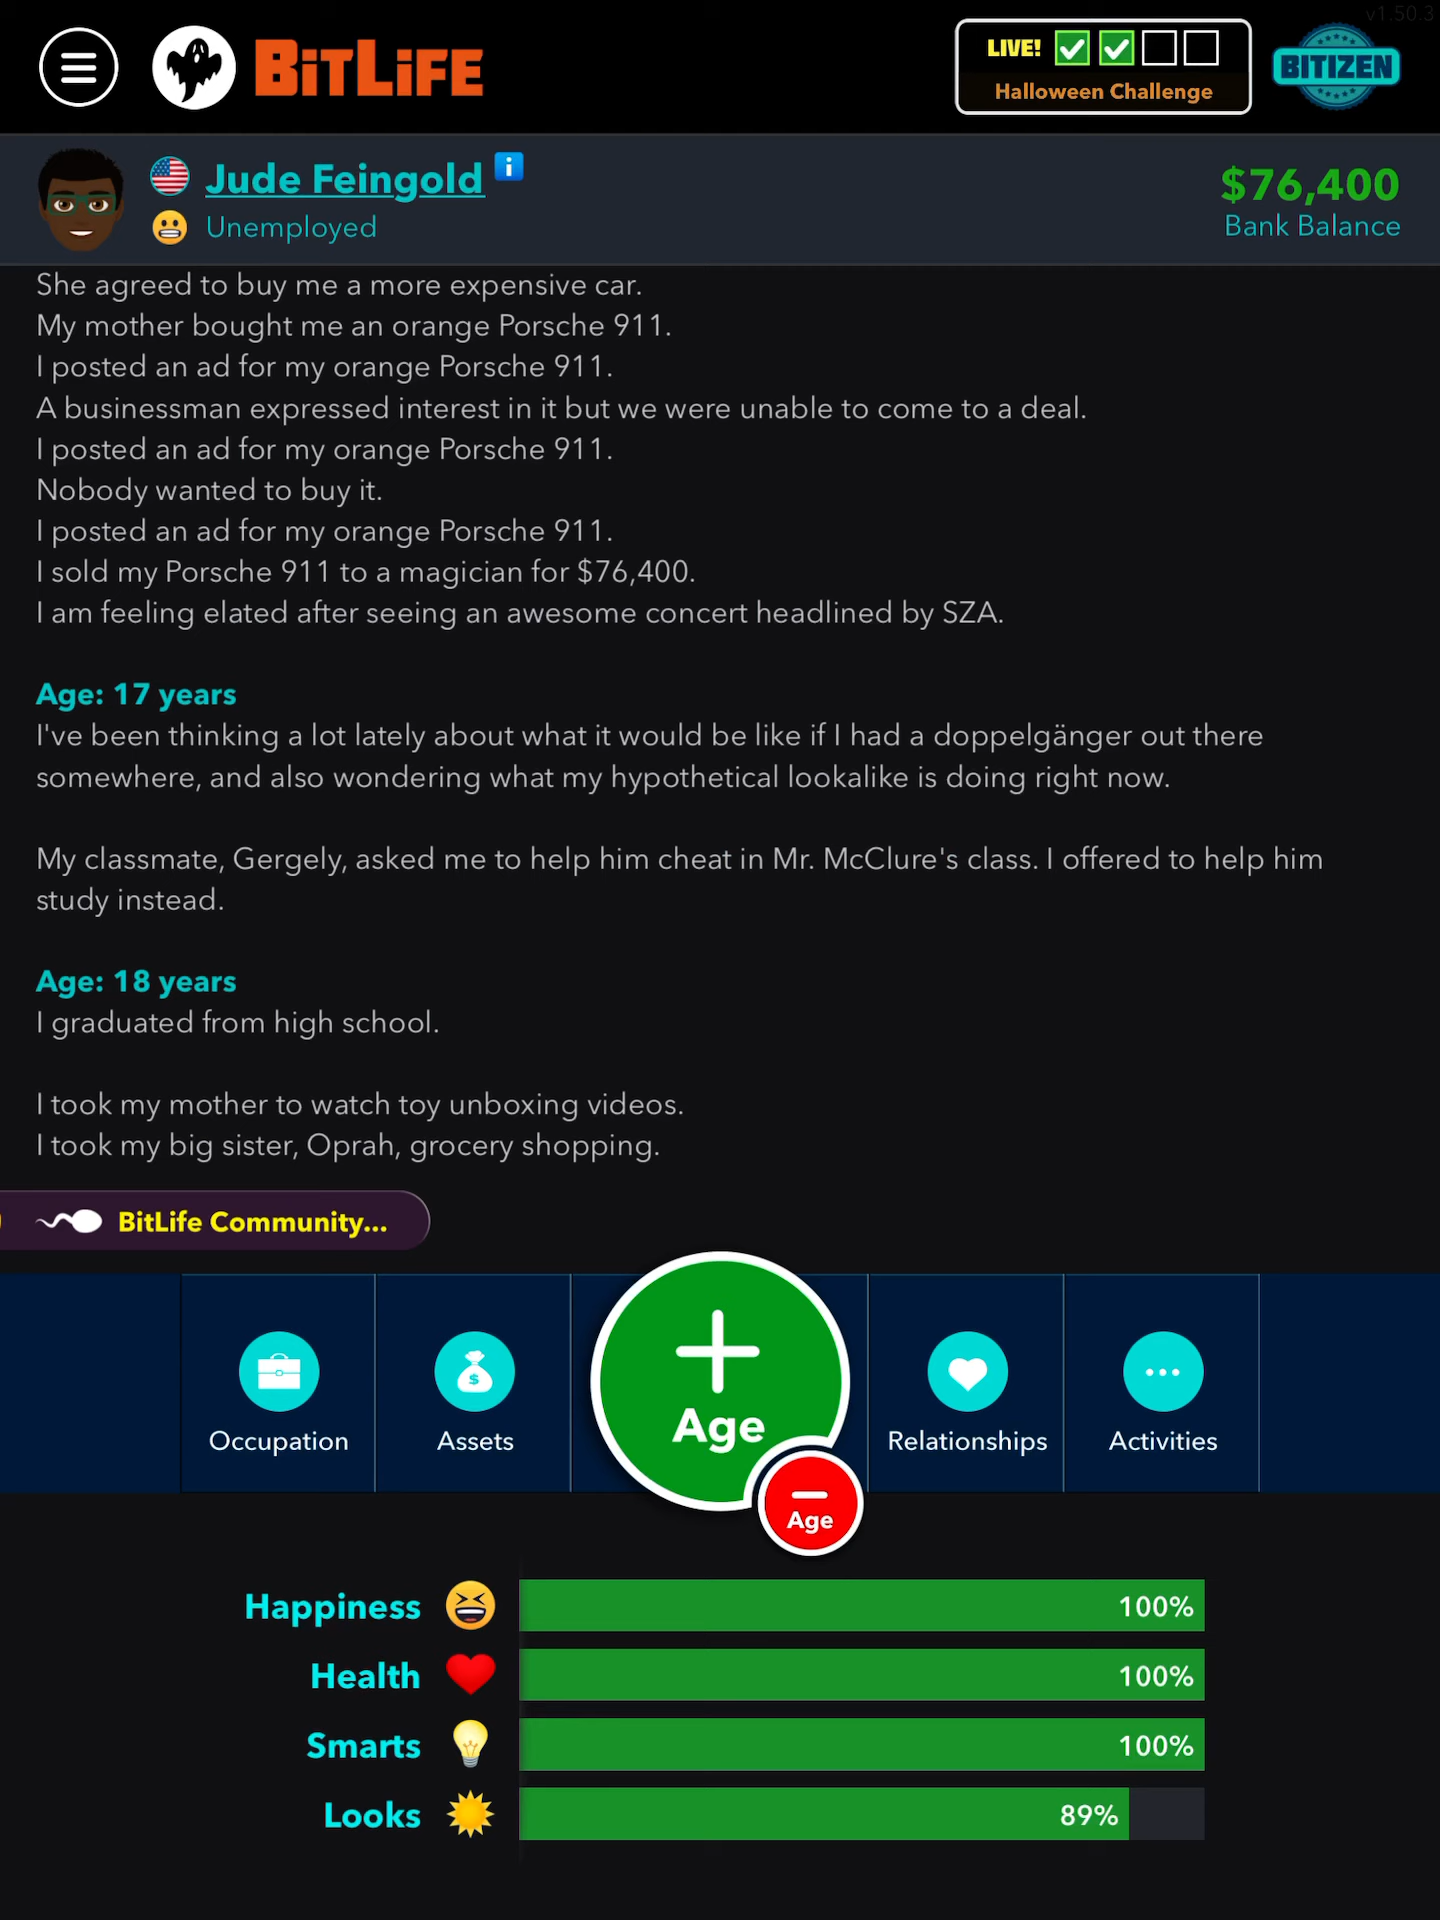 v1.50.3
BITLIFE
LIVE!
Halloween Challenge
BITIZEN
Jude Feingold
$76,400
Unemployed
Bank Balance
She agreed to buy me a more expensive car.
My mother bought me an orange Porsche 911.
I posted an ad for my orange Porsche 911.
A businessman expressed interest in it but we were unable to come to a deal.
I posted an ad for my orange Porsche 911.
Nobody wanted to buy it.
I posted an ad for my orange Porsche 911.
I sold my Porsche 911 to a magician for $76,400.
I am feeling elated after seeing an awesome concert headlined by SZA.
Age: 17 years
I've been thinking a lot lately about what it would be like if I had a doppelgänger out there
somewhere, and also wondering what my hypothetical lookalike is doing right now.
My classmate, Gergely, asked me to help him cheat in Mr. McClure's class. I offered to help him
study instead.
Age: 18 years
I graduated from high school.
I took my mother to watch toy unboxing videos.
I took my big sister, Oprah, grocery shopping.
BitLife Community...
Occupation
Assets
Age
Relationships
Activities
Age
Happiness 100%
Health 100%
Smarts 100%
Looks 89%